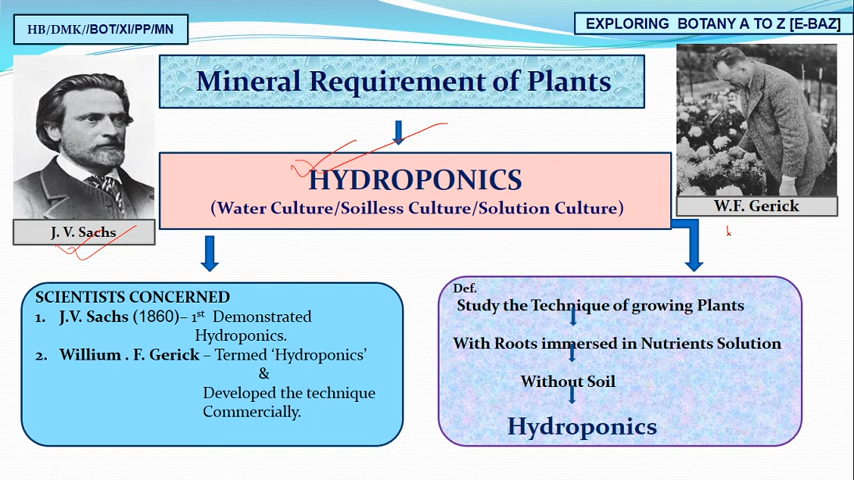 HB/DMK//BOT/XI/PP/MN
EXPLORING BOTANY A TO Z [E-BAZ]
Mineral Requirement of Plants
HYDROPONICS
(Water Culture/Soilless Culture/Solution Culture)
J. V. Sachs
W.F. Gerick
SCIENTISTS CONCERNED
1. J.V. Sachs (1860)– 1st Demonstrated
Hydroponics.
2. Willium . F. Gerick – Termed ‘Hydroponics’
&
Developed the technique
Commercially.
Def.
Study the Technique of growing Plants
With Roots immersed in Nutrients Solution
Without Soil
Hydroponics